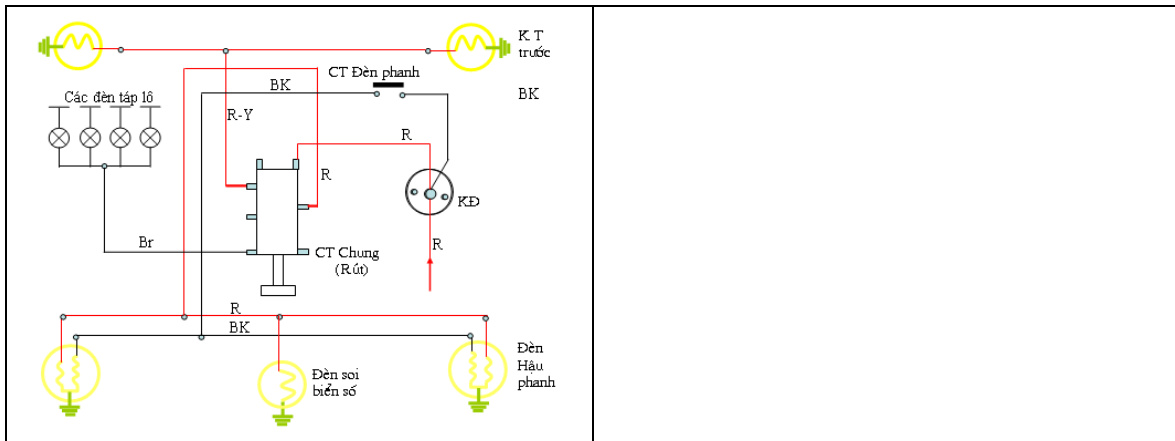 K T
trước
CT Đèn phanh
BK
BK
Các đèn táp lô
R-Y
R
R
KĐ
Br
R
CT Chung
(Rút)
R
BK
Đèn
Hậu
phanh
Đèn soi
biển số